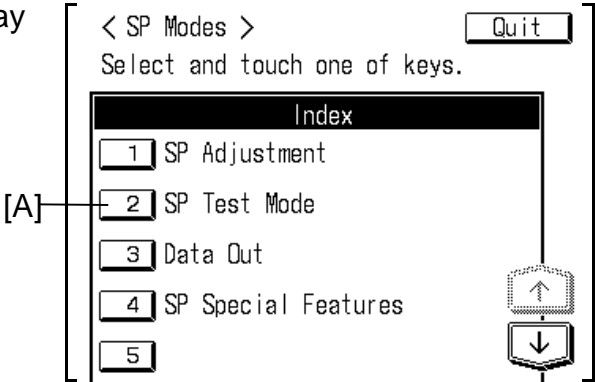 ay
< SP Modes > Quit
Select and touch one of keys.
Index
1 SP Adjustment
[A] 2 SP Test Mode
3 Data Out
4 SP Special Features
5